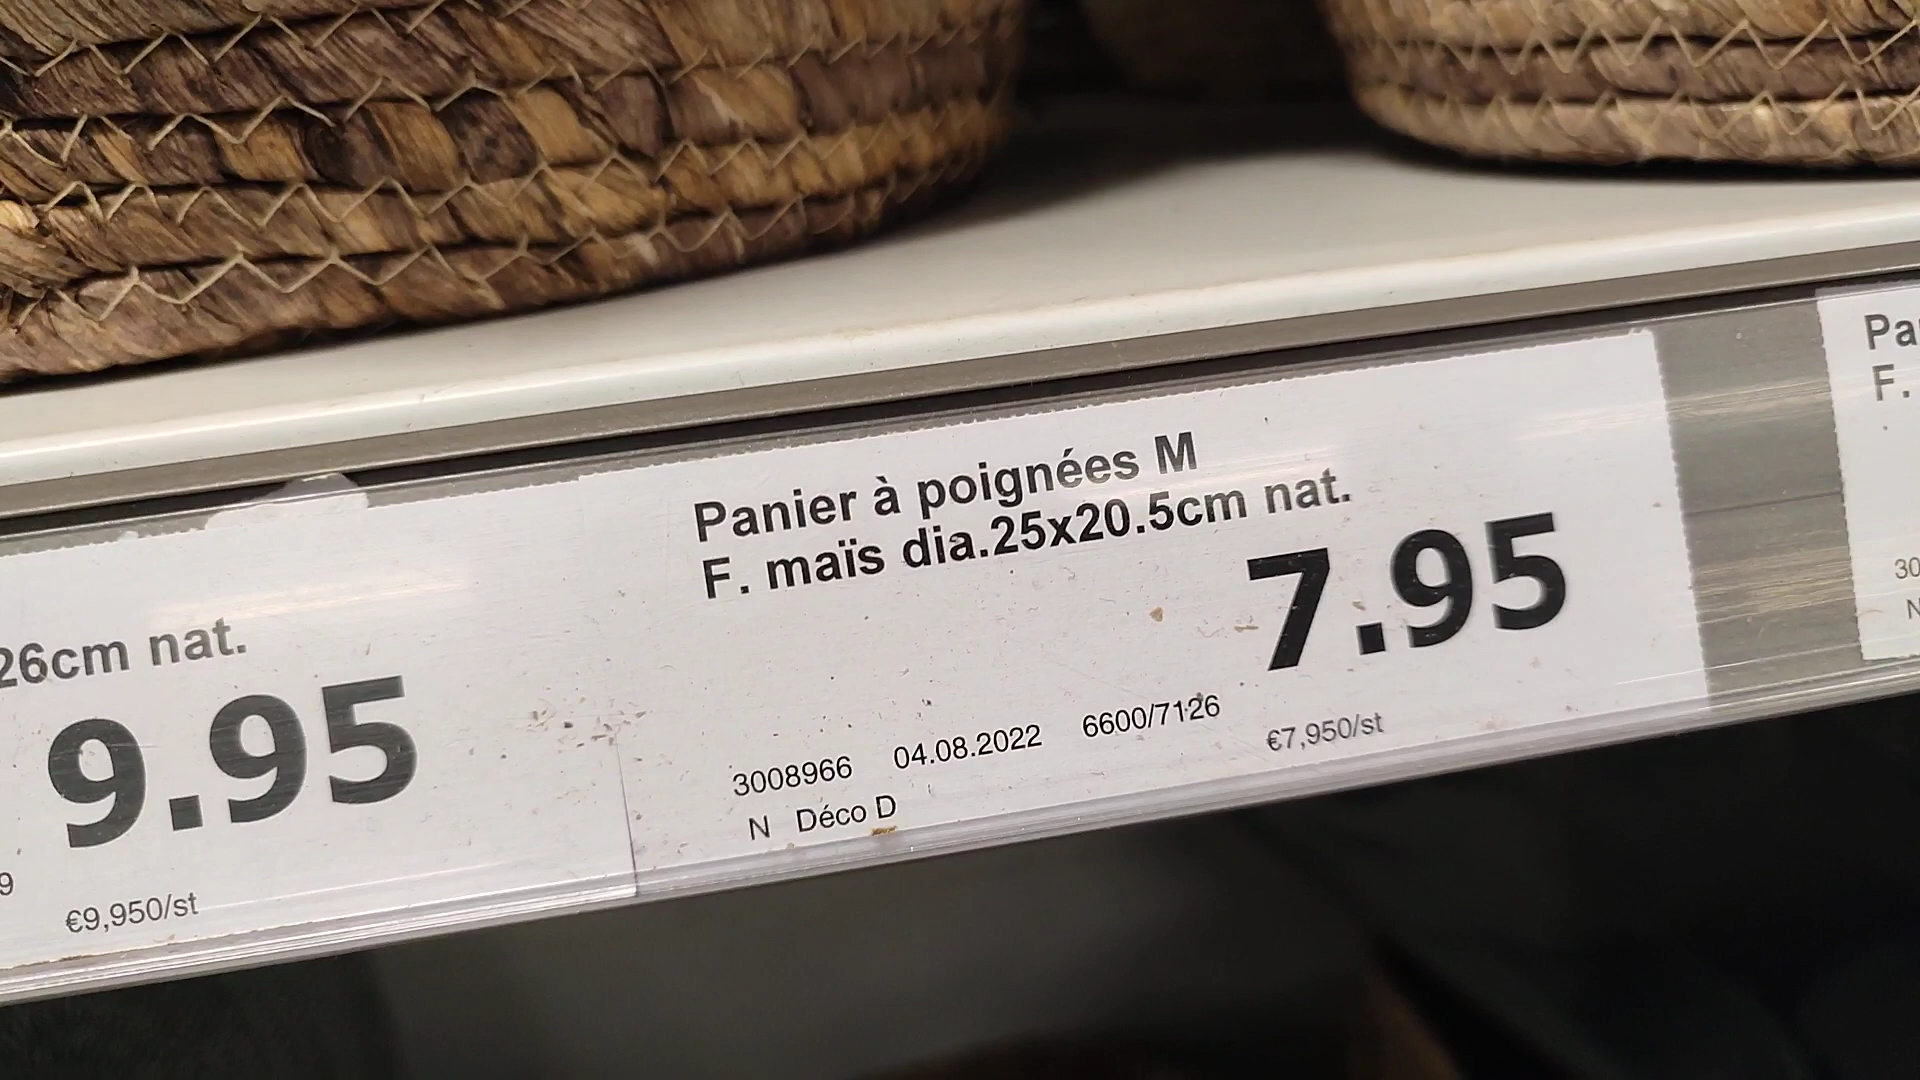 26cm nat.
9.95
9
€9,950/st
Panier à poignées M
F. maïs dia.25x20.5cm nat.
7.95
3008966 04.08.2022 6600/7126
€7,950/st
N Déco D
Pa
F.
30
N